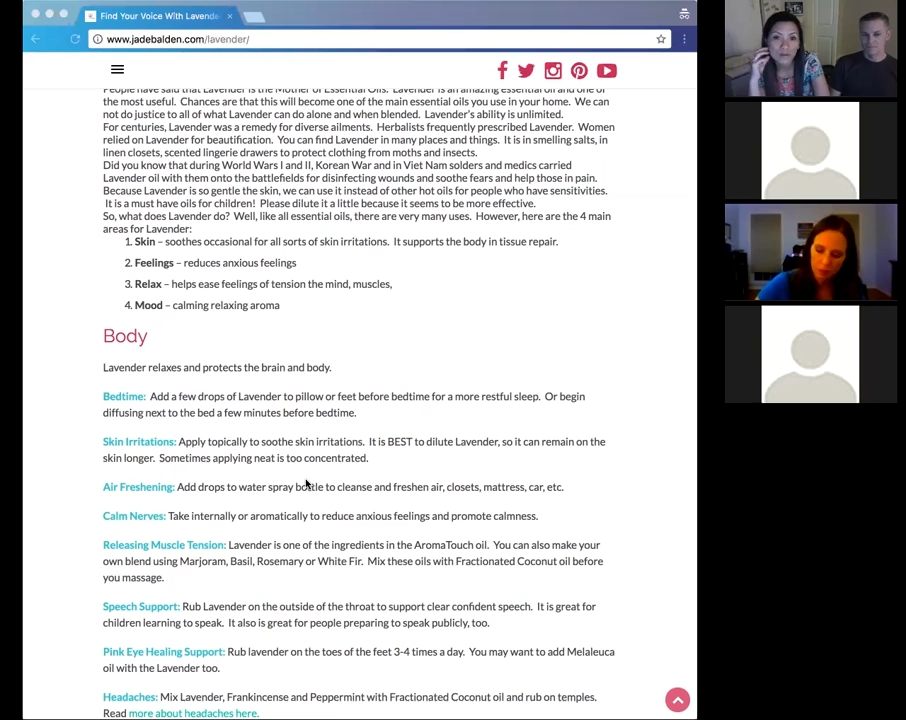 Find Your Voice With Lavende
www.jadebalden.com/lavender/
People have said that Lavender is the Mother of Essential Oils. Lavender is an amazing essential oil and one of
the most useful. Chances are that this will become one of the main essential oils you use in your home. We can
not do justice to all of what Lavender can do alone and when blended. Lavender's ability is unlimited.
For centuries, Lavender was a remedy for diverse ailments. Herbalists frequently prescribed Lavender. Women
relied on Lavender for beautification. You can find Lavender in many places and things. It is in smelling salts, in
linen closets, scented lingerie drawers to protect clothing from moths and insects.
Did you know that during World Wars I and II, Korean War and in Viet Nam solders and medics carried
Lavender oil with them onto the battlefields for disinfecting wounds and soothe fears and help those in pain.
Because Lavender is so gentle the skin, we can use it instead of other hot oils for people who have sensitivities.
It is a must have oils for children! Please dilute it a little because it seems to be more effective.
So, what does Lavender do? Well, like all essential oils, there are very many uses. However, here are the 4 main
areas for Lavender:
1. Skin – soothes occasional for all sorts of skin irritations. It supports the body in tissue repair.
2. Feelings – reduces anxious feelings
3. Relax – helps ease feelings of tension the mind, muscles,
4. Mood – calming relaxing aroma
Body
Lavender relaxes and protects the brain and body.
Bedtime: Add a few drops of Lavender to pillow or feet before bedtime for a more restful sleep. Or begin
diffusing next to the bed a few minutes before bedtime.
Skin Irritations: Apply topically to soothe skin irritations. It is BEST to dilute Lavender, so it can remain on the
skin longer. Sometimes applying neat is too concentrated.
Air Freshening: Add drops to water spray bottle to cleanse and freshen air, closets, mattress, car, etc.
Calm Nerves: Take internally or aromatically to reduce anxious feelings and promote calmness.
Releasing Muscle Tension: Lavender is one of the ingredients in the AromaTouch oil. You can also make your
own blend using Marjoram, Basil, Rosemary or White Fir. Mix these oils with Fractionated Coconut oil before
you massage.
Speech Support: Rub Lavender on the outside of the throat to support clear confident speech. It is great for
children learning to speak. It also is great for people preparing to speak publicly, too.
Pink Eye Healing Support: Rub lavender on the toes of the feet 3-4 times a day. You may want to add Melaleuca
oil with the Lavender too.
Headaches: Mix Lavender, Frankincense and Peppermint with Fractionated Coconut oil and rub on temples.
Read more about headaches here.